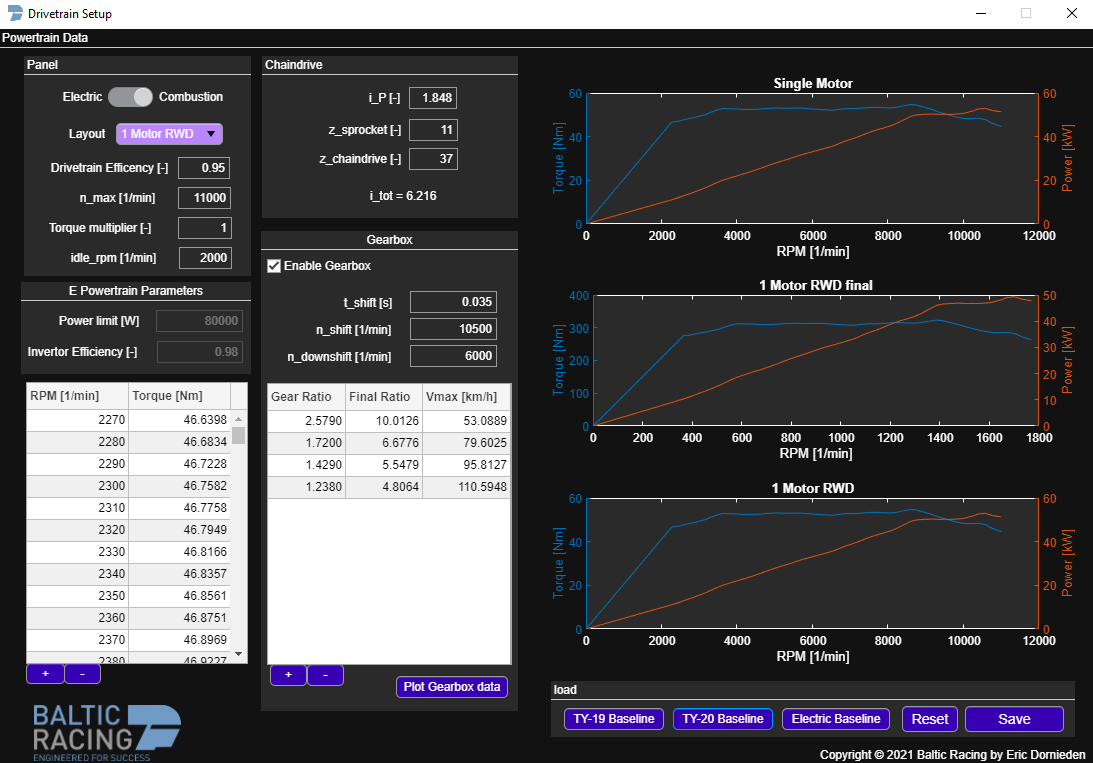 Drivetrain Setup
Powertrain Data
Panel
Electric Combustion
Layout 1 Motor RWD
Drivetrain Efficency [-] 0.95
n_max [1/min] 11000
Torque multiplier [-] 1
idle_rpm [1/min] 2000
E Powertrain Parameters
Power limit [W] 80000
Invertor Efficiency [-] 0.98
RPM [1/min] Torque [Nm]
2270 46.6398
2280 46.6834
2290 46.7228
2300 46.7582
2310 46.7758
2320 46.7949
2330 46.8166
2340 46.8357
2350 46.8561
2360 46.8751
2370 46.8969
2380 46.9227
+ -
BALTIC
RACING
ENGINEERED FOR SUCCESS
Chaindrive
i_P [-] 1.848
z_sprocket [-] 11
z_chaindrive [-] 37
i_tot = 6.216
Gearbox
Enable Gearbox
t_shift [s] 0.035
n_shift [1/min] 10500
n_downshift [1/min] 6000
Gear Ratio Final Ratio Vmax [km/h]
2.5790 10.0126 53.0889
1.7200 6.6776 79.6025
1.4290 5.5479 95.8127
1.2380 4.8064 110.5948
+ -
Plot Gearbox data
Single Motor
Torque [Nm]
60
40
20
0
Power [kW]
60
40
20
0
0 2000 4000 6000 8000 10000 12000
RPM [1/min]
1 Motor RWD final
Torque [Nm]
400
300
200
100
0
Power [kW]
50
40
30
20
10
0
0 200 400 600 800 1000 1200 1400 1600 1800
RPM [1/min]
1 Motor RWD
Torque [Nm]
60
40
20
0
Power [kW]
60
40
20
0
0 2000 4000 6000 8000 10000 12000
RPM [1/min]
load
TY-19 Baseline TY-20 Baseline Electric Baseline Reset Save
Copyright © 2021 Baltic Racing by Eric Dornieden